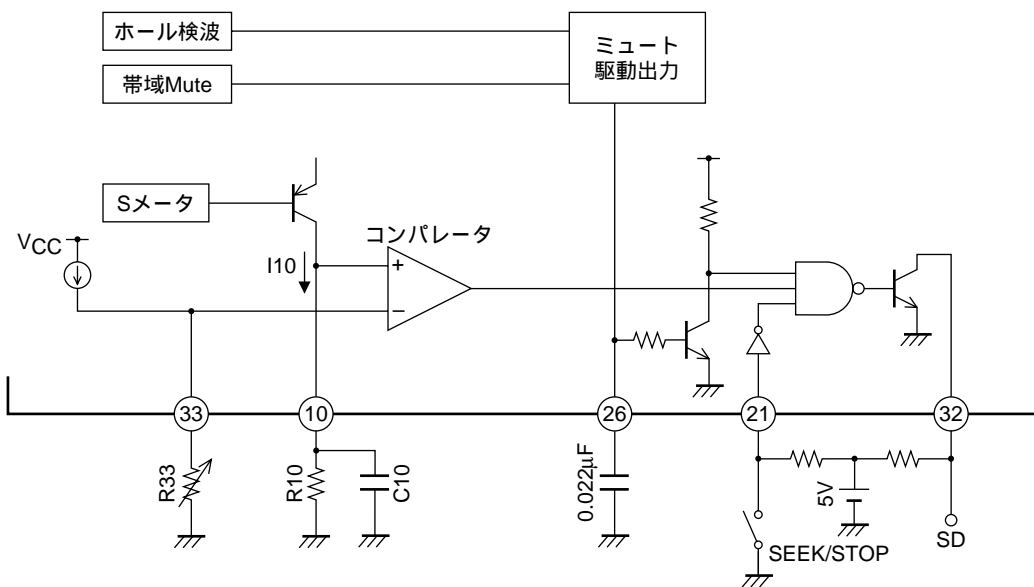 ホール検波
ミュート
駆動出力
帯域Mute
Sメータ
VCC
I10
コンパレータ
+
−
33
10
26
21
32
R33
R10
C10
0.022μF
5V
SEEK/STOP
SD